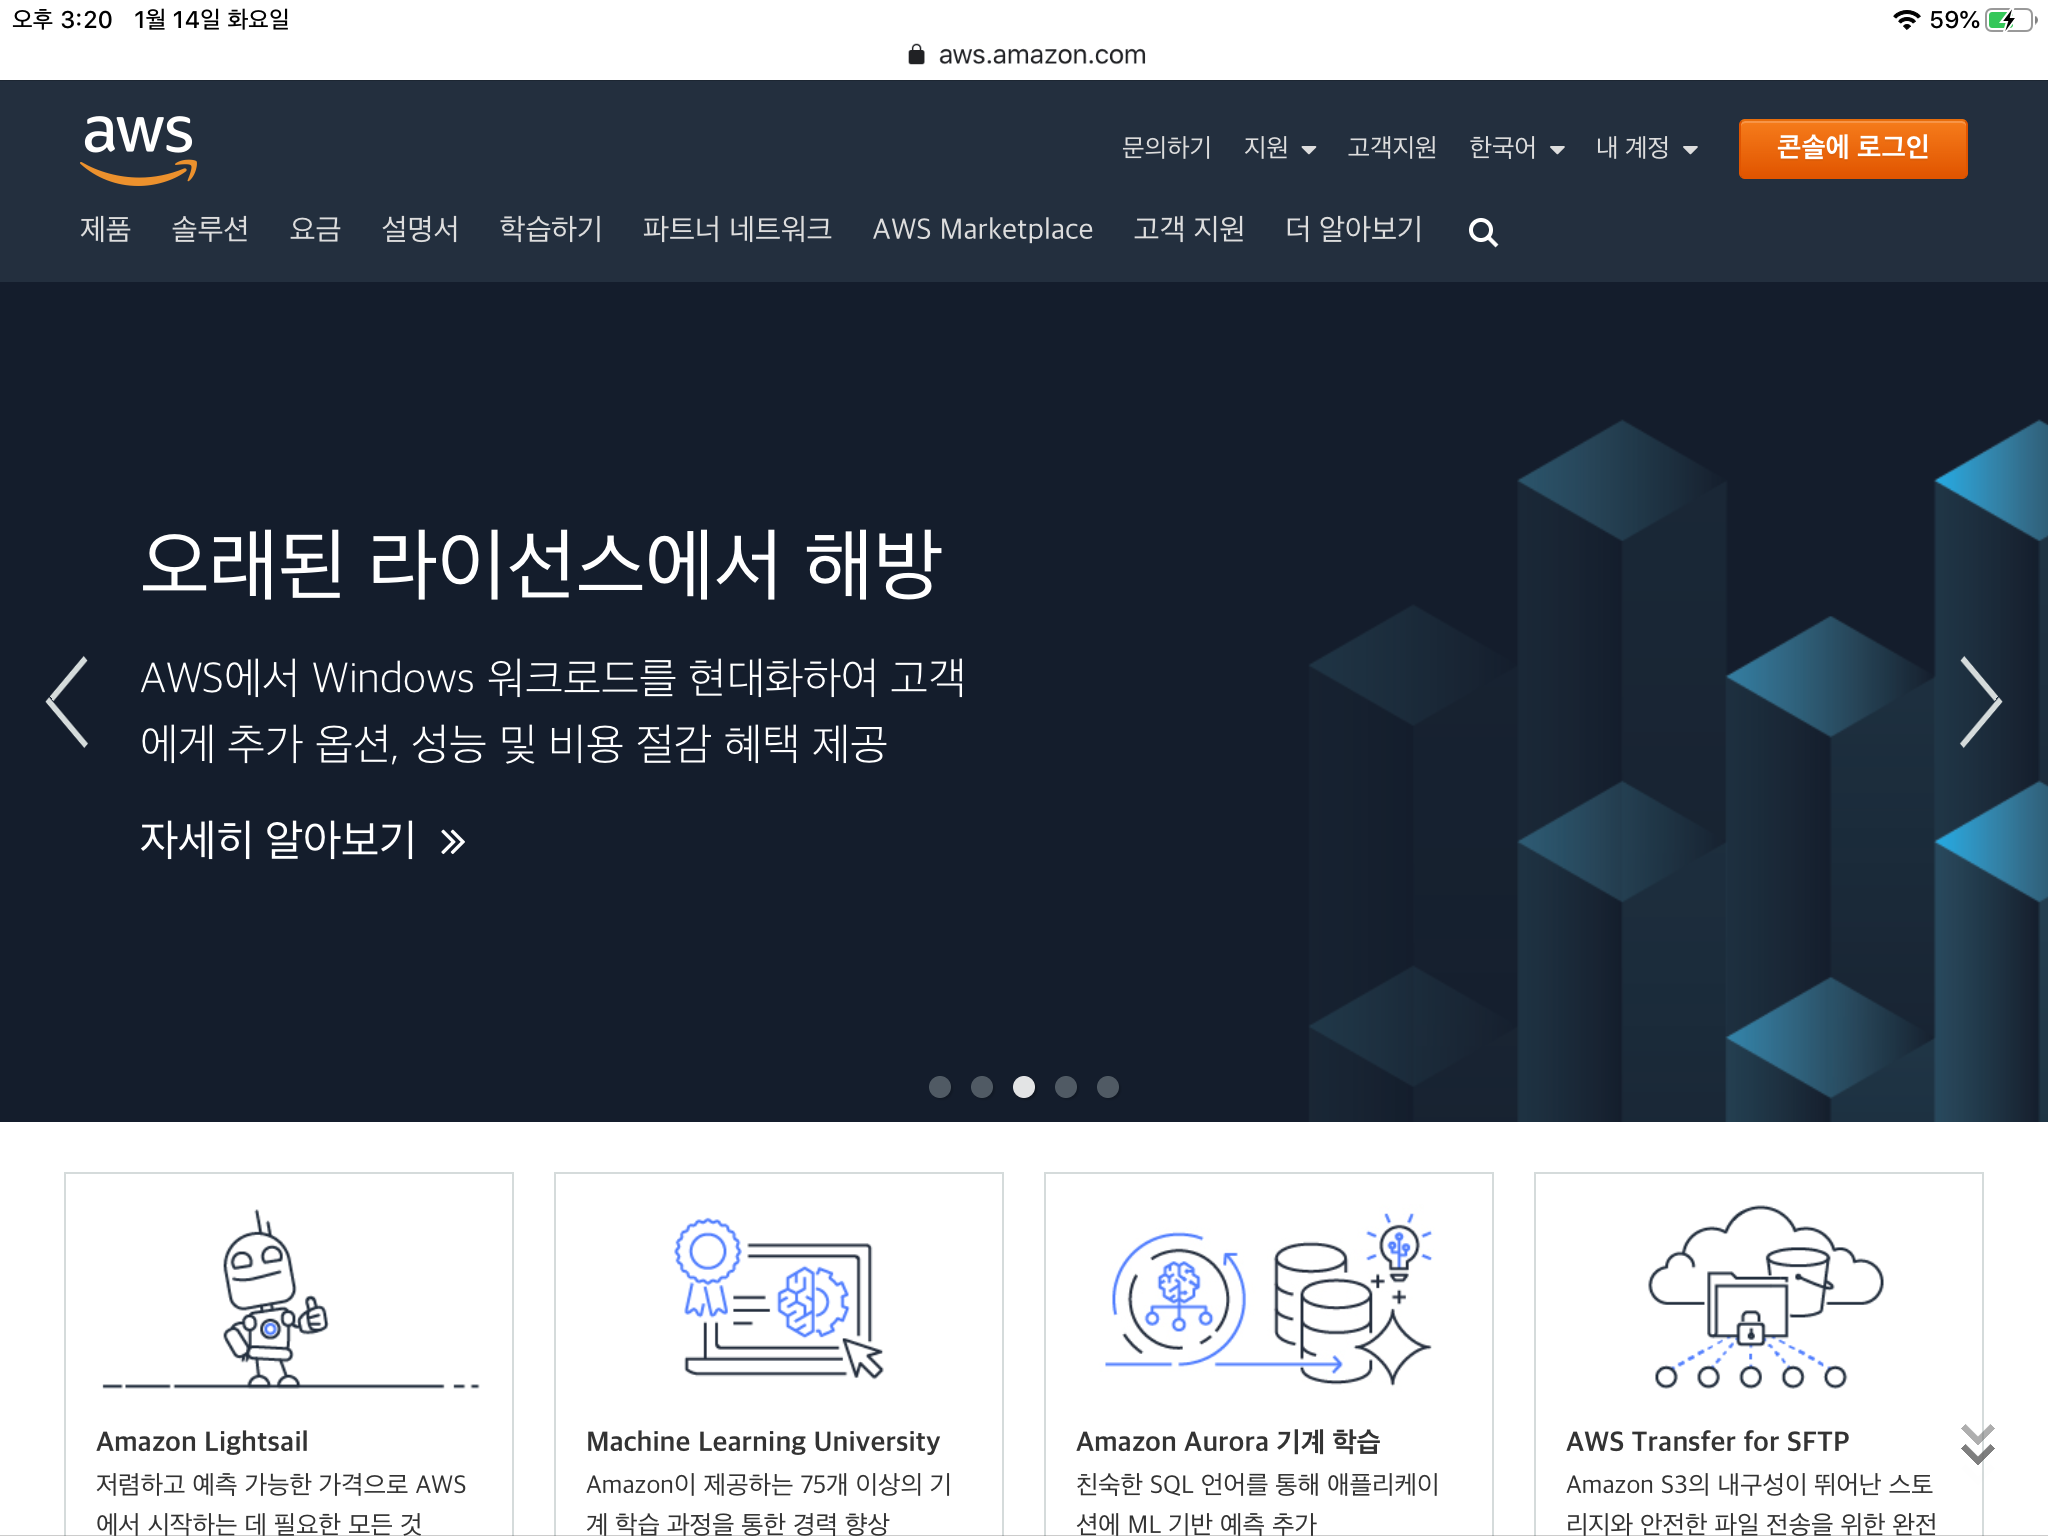 오후 3:20 1월 14일 화요일
59%
aws.amazon.com
aws
문의하기 지원 고객지원 한국어 내 계정 콘솔에 로그인
제품 솔루션 요금 설명서 학습하기 파트너 네트워크 AWS Marketplace 고객 지원 더 알아보기
오래된 라이선스에서 해방
AWS에서 Windows 워크로드를 현대화하여 고객
에게 추가 옵션, 성능 및 비용 절감 혜택 제공
자세히 알아보기 »
Amazon Lightsail
저렴하고 예측 가능한 가격으로 AWS
에서 시작하는 데 필요한 모든 것
Machine Learning University
Amazon이 제공하는 75개 이상의 기
계 학습 과정을 통한 경력 향상
Amazon Aurora 기계 학습
친숙한 SQL 언어를 통해 애플리케이
션에 ML 기반 예측 추가
AWS Transfer for SFTP
Amazon S3의 내구성이 뛰어난 스토
리지와 안전한 파일 전송을 위한 완전